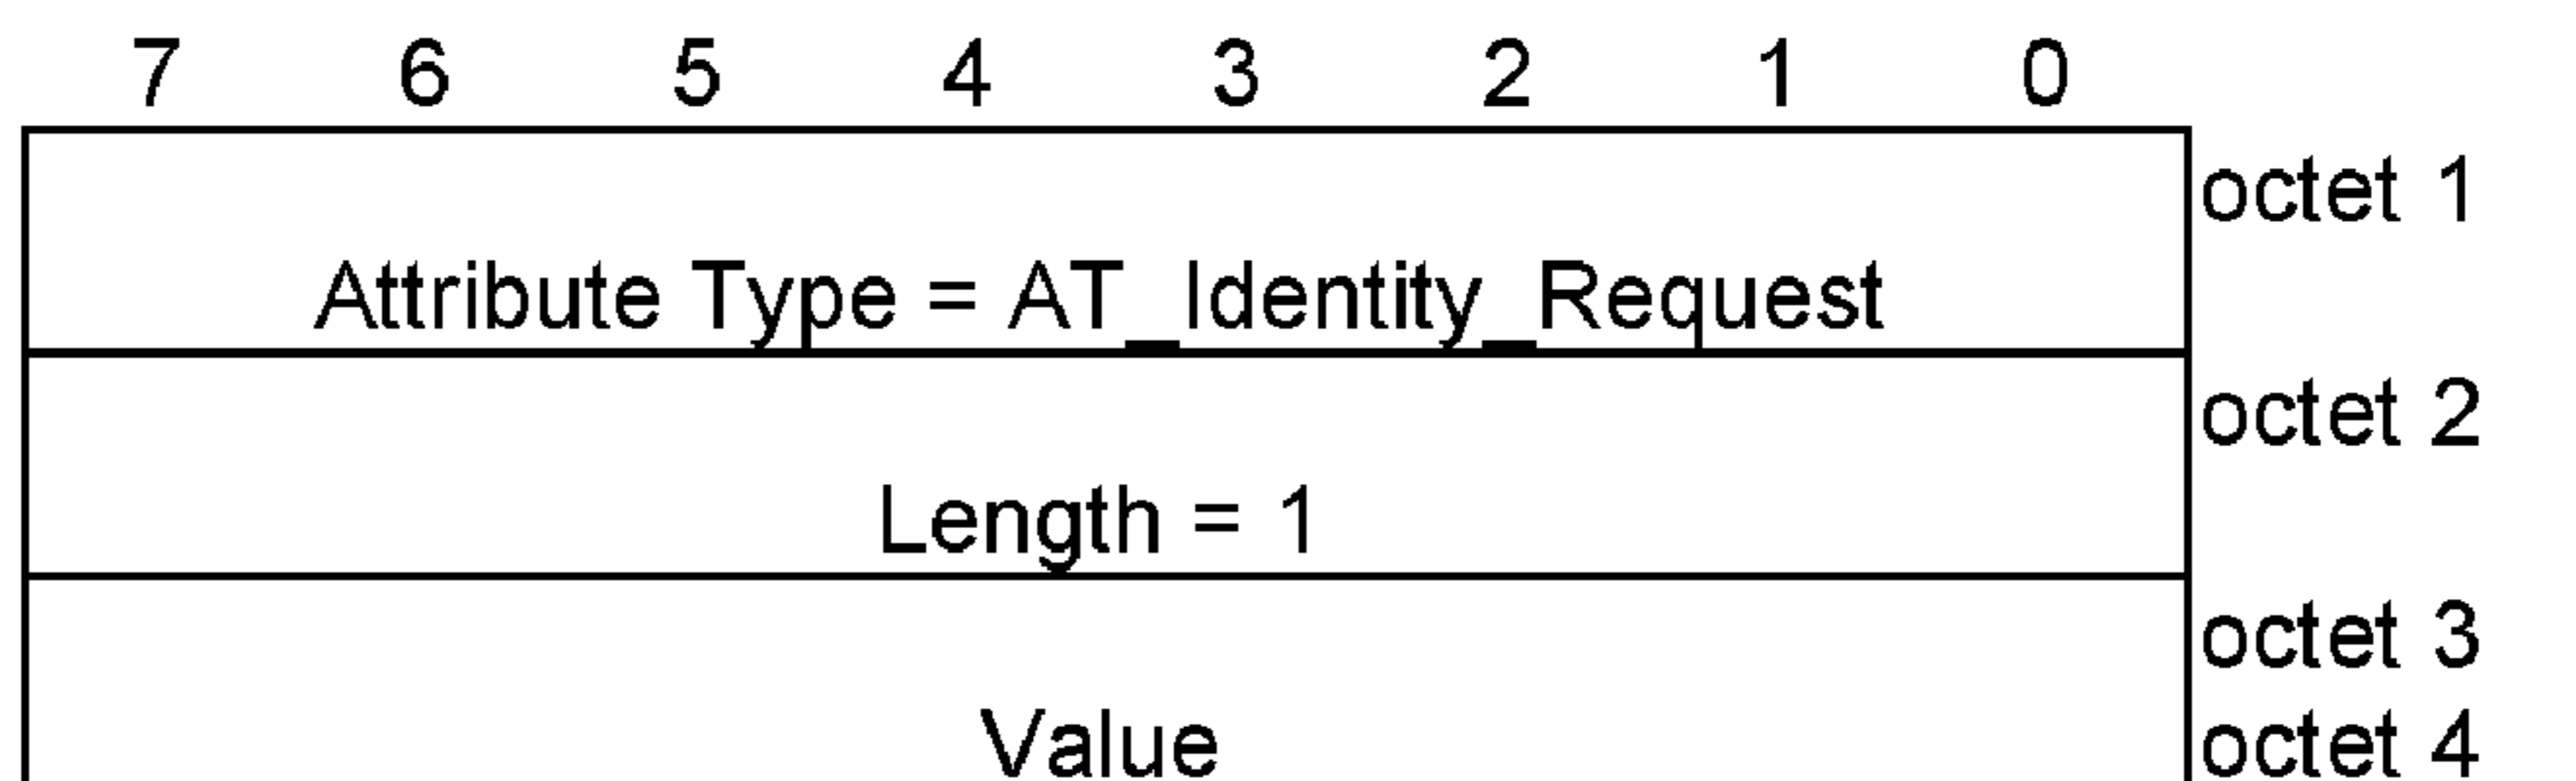 7 6 5 4 3 2 1 0
octet 1
Attribute Type = AT_Identity_Request
octet 2
Length = 1
octet 3
Value octet 4